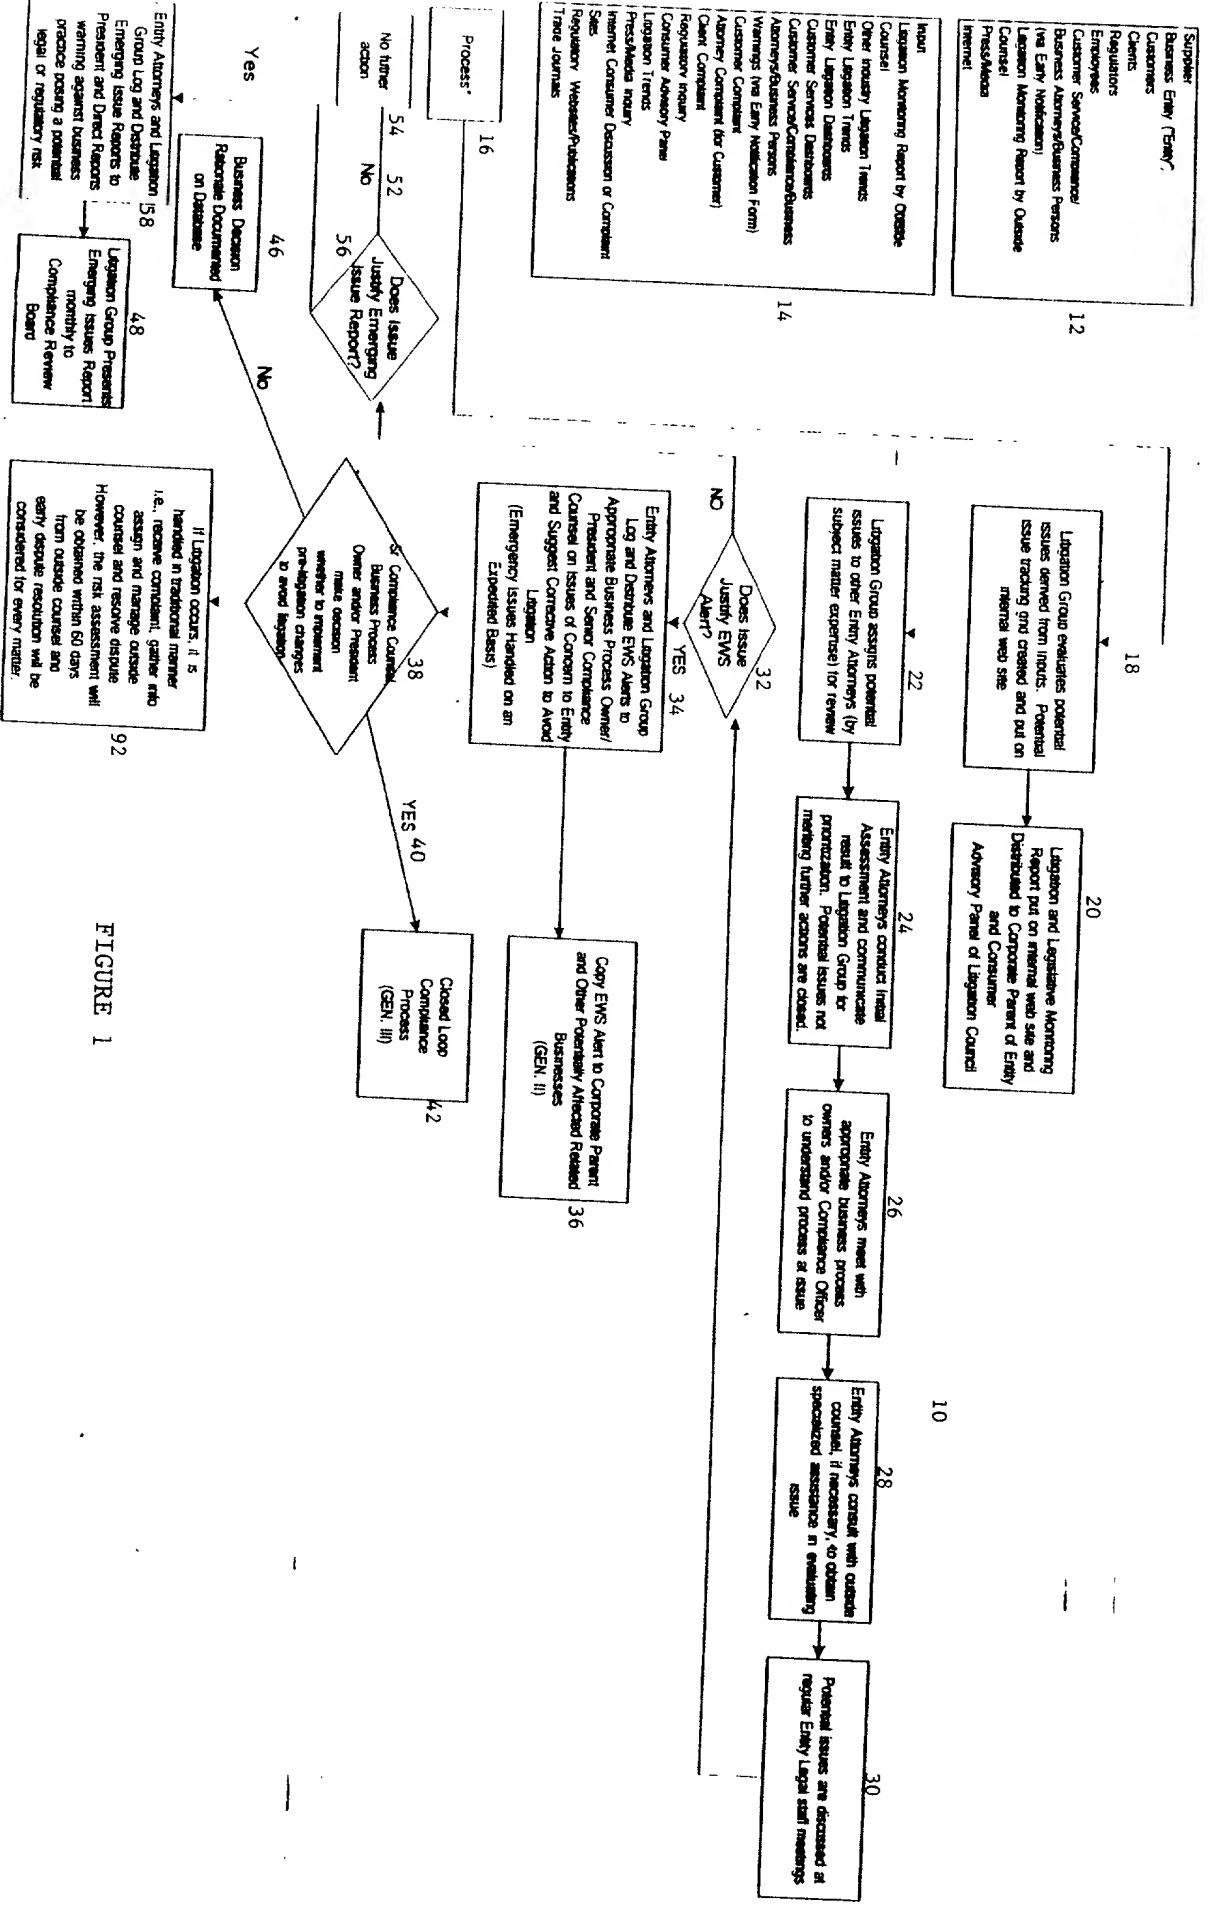 Supplier
Business Entity ("Entity",
Customers
Clients
Regulators
Employees
Customer Service/Compliance/
Business Attorneys/Business Persons
(via Early Notification)
Litigation Monitoring Report by Outside
Counsel
Press/Media
Internet
12
Input
Litigation Monitoring Report by Outside
Counsel
Other Industry Litigation Trends
Entity Litigation Trends
Entity Litigation Dashboards
Customer Services Dashboards
Customer Service/Compliance/Business
Attorneys/Business Persons
Warnings (via Early Notification Form)
Customer Complaint
Attorney Complaint (for Customer)
Client Complaint
Regulatory Inquiry
Consumer Advisory Panel
Litigation Trends
Press/Media Inquiry
Internet Consumer Discussion or Complaint
Sites
Regulatory Websites/Publications
Trade Journals
14
Process"
16
18
Litigation Group evaluates potential
issues derived from inputs. Potential
issue tracking grid created and put on
internal web site
20
Litigation and Legislative Monitoring
Report put on internal web site and
Distributed to Corporate Parent of Entity
and Consumer
Advisory Panel of Litigation Council
22
Litigation Group assigns potential
issues to other Entity Attorneys (by
subject matter expertise) for review
24
Entity Attorneys conduct Initial
Assessment and communicate
result to Litigation Group for
prioritization. Potential issues not
meriting further actions are closed.
26
Entity Attorneys meet with
appropriate business process
owners and/or Compliance Officer
to understand process at issue
10
28
Entity Attorneys consult with outside
counsel, if necessary, to obtain
specialized assistance in evaluating
issue
30
Potential issues are discussed at
regular Entity Legal staff meetings
32
Does Issue
Justify EWS
Alert?
NO
YES 34
Entity Attorneys and Litigation Group
Log and Distribute EWS Alerts to
Appropriate Business Process Owner/
President and Senior Compliance
Counsel on Issues of Concern to Entity
and Suggest Corrective Action to Avoid
Litigation
(Emergency Issues Handled on an
Expedited Basis)
Copy EWS Alert to Corporate Parent
and Other Potentially Affected Related
Businesses
(GEN. II)
36
Does Issue
Justify Emerging
Issue Report?
56
52
No
54
No futher
action
38
Sr Compliance Counsel
Business Process
Owner and/or President
make decision
whether to implement
pre-litigation changes
to avoid litigation
YES 40
Closed Loop
Compliance
Process
(GEN. III)
42
No
46
Business Decision
Rationale Documented
on Database
Yes
Entity Attorneys and Litigation
Group Log and Distribute
Emerging Issue Reports to
President and Direct Reports
warning against business
practice posing a potential
legal or regulatory risk
58
48
Litigation Group Presents
Emerging Issues Report
monthly to
Compliance Review
Board
If Litigation occurs, it is
handled in traditional manner
i.e., receive complaint, gather info
assign and manage outside
counsel and resolve dispute
However, the risk assessment will
be obtained within 60 days
from outside counsel and
early dispute resolution will be
considered for every matter.
92
FIGURE 1